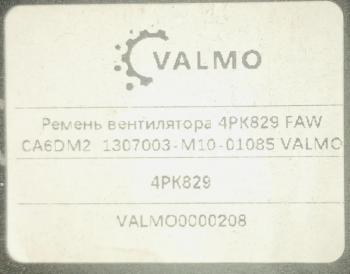 VALMO
Ремень вентилятора 4PK829 FAW
CA6DM2 1307003-M10-01085 VALMO
4PK829
VALMO0000208